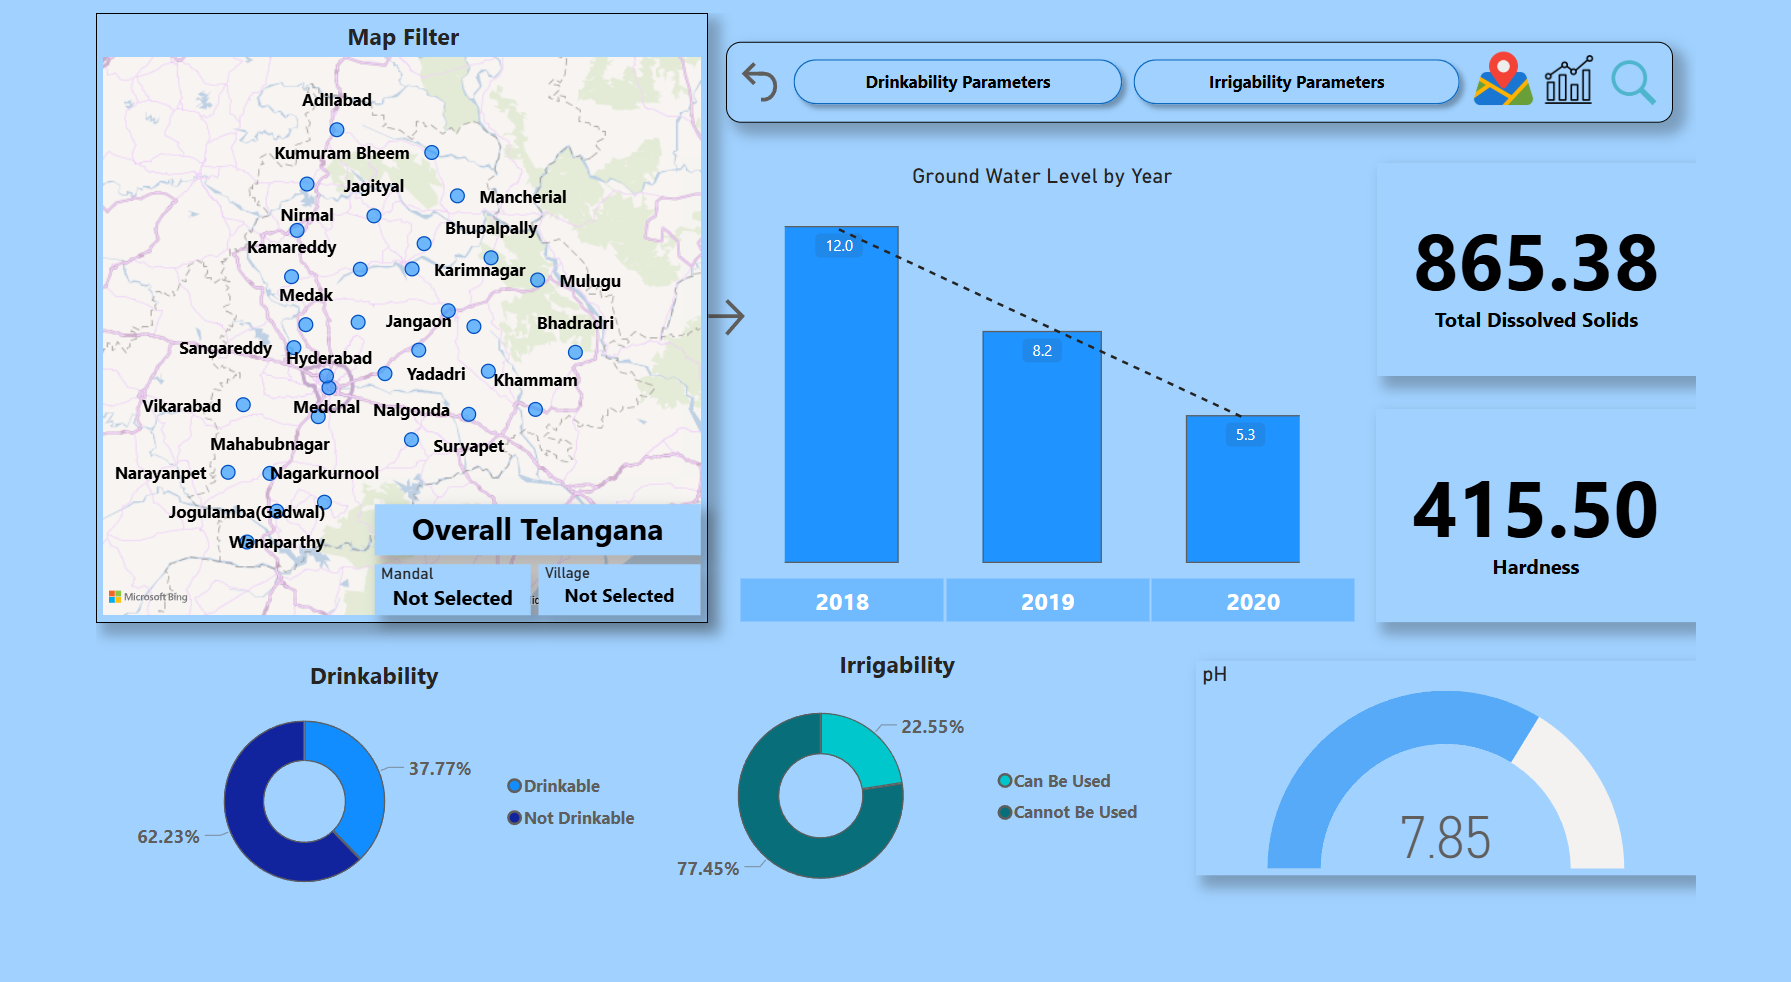 Map Filter
Adilabad
Kumuram Bheem
Jagityal
Mancherial
Nirmal
Bhupalpally
Kamareddy
Karimnagar
Mulugu
Medak
Jangaon
Bhadradri
Sangareddy
Hyderabad
Yadadri
Khammam
Vikarabad
Medchal
Nalgonda
Mahabubnagar
Suryapet
Narayanpet
Nagarkurnool
Jogulamba(Gadwal)
Wanaparthy
Microsoft Bing
Overall Telangana
Mandal
Not Selected
Village
Not Selected
Drinkability Parameters
Irrigability Parameters
Ground Water Level by Year
12.0
8.2
5.3
2018
2019
2020
865.38
Total Dissolved Solids
415.50
Hardness
Drinkability
37.77%
62.23%
Drinkable
Not Drinkable
Irrigability
22.55%
77.45%
Can Be Used
Cannot Be Used
pH
7.85